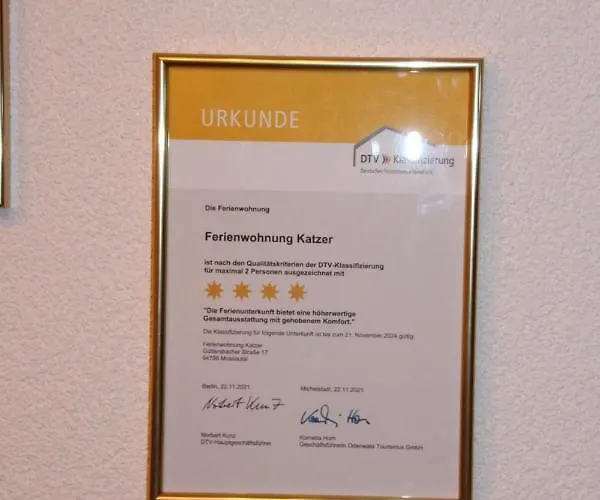 URKUNDE
DTV Klassifizierung
Deutscher Tourismusverband e.V.
Die Ferienwohnung
Ferienwohnung Katzer
ist nach den Qualitätskriterien der DTV-Klassifizierung
für maximal 2 Personen ausgezeichnet mit
"Die Ferienunterkunft bietet eine höherwertige
Gesamtausstattung mit gehobenem Komfort."
Die Klassifizierung für folgende Unterkunft ist bis zum 21. November 2024 gültig:
Ferienwohnung Katzer
Güttersbacher Straße 17
64756 Mossautal
Berlin, 22.11.2021
Michelstadt, 22.11.2021
Norbert Kunz
Norbert Kunz
DTV-Hauptgeschäftsführer
Kornelia Horn
Geschäftsführerin Odenwald Tourismus GmbH